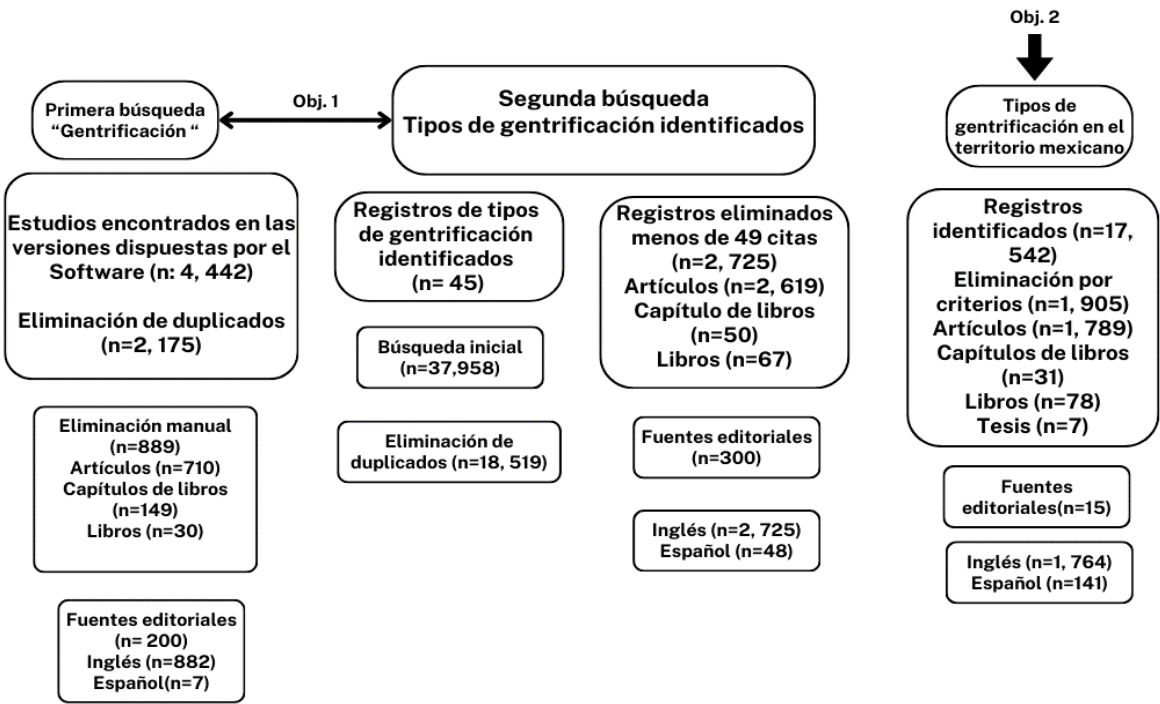 Primera búsqueda
“Gentrificación “
Obj. 1
Segunda búsqueda
Tipos de gentrificación identificados
Obj. 2
Tipos de
gentrificación en el
territorio mexicano
Estudios encontrados en las
versiones dispuestas por el
Software (n: 4, 442)
Eliminación de duplicados
(n=2, 175)
Eliminación manual
(n=889)
Artículos (n=710)
Capítulos de libros
(n=149)
Libros (n=30)
Fuentes editoriales
(n= 200)
Inglés (n=882)
Español(n=7)
Registros de tipos
de gentrificación
identificados
(n= 45)
Búsqueda inicial
(n=37,958)
Eliminación de
duplicados (n=18, 519)
Registros eliminados
menos de 49 citas
(n=2, 725)
Artículos (n=2, 619)
Capítulo de libros
(n=50)
Libros (n=67)
Fuentes editoriales
(n=300)
Inglés (n=2, 725)
Español (n=48)
Registros
identificados (n=17,
542)
Eliminación por
criterios (n=1, 905)
Artículos (n=1, 789)
Capítulos de libros
(n=31)
Libros (n=78)
Tesis (n=7)
Fuentes
editoriales(n=15)
Inglés (n=1, 764)
Español (n=141)